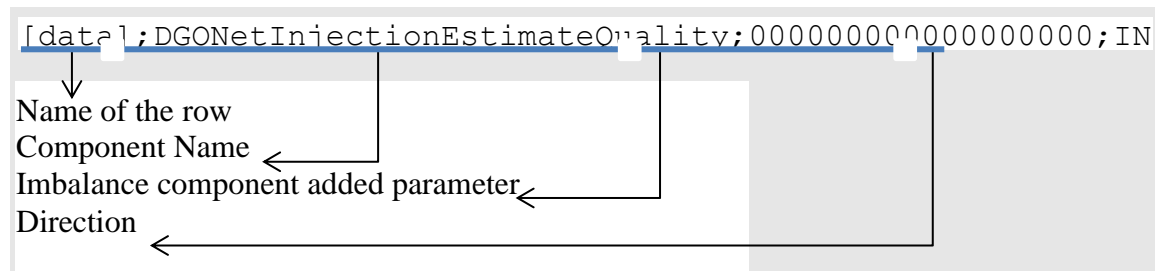 [data];DGONetInjectionEstimateQuality;000000000000000000;IN
Name of the row
Component Name
Imbalance component added parameter
Direction